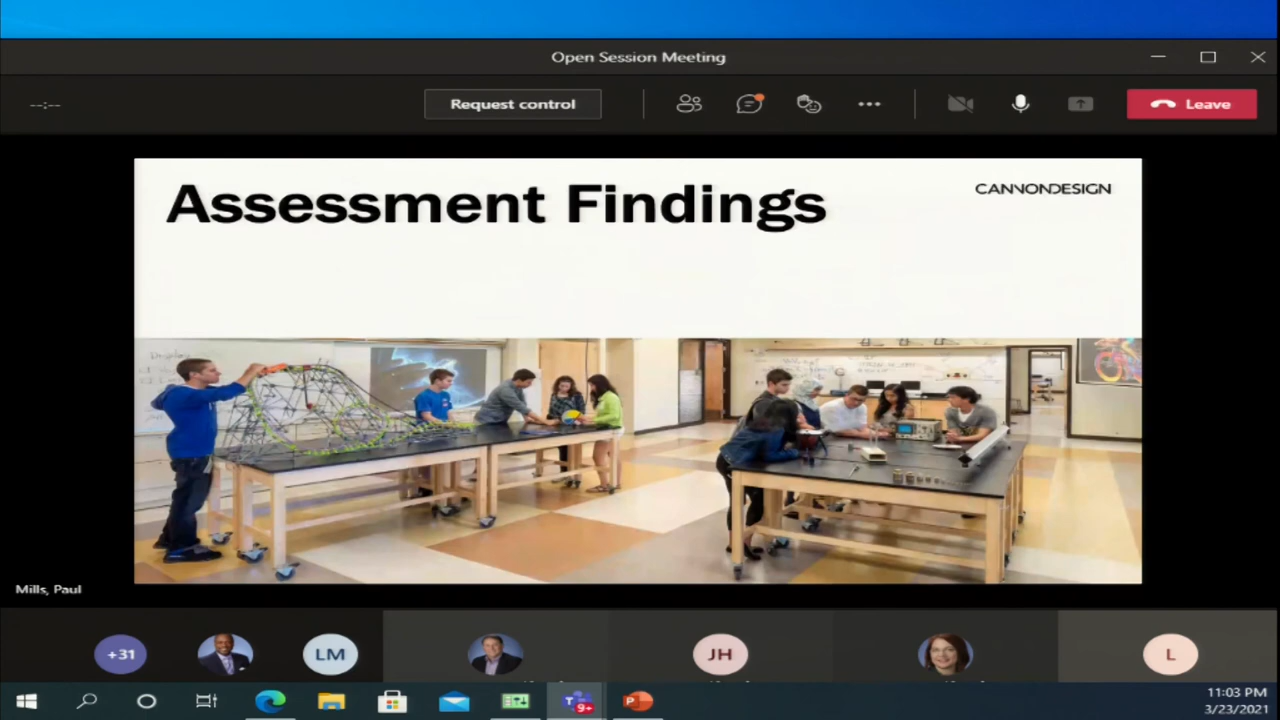 Open Session Meeting
--:--
Request control
Leave
Assessment Findings
CANNONDESIGN
Mills, Paul
+31
LM
JH
L
T
9+
P
11:03 PM
3/23/2021